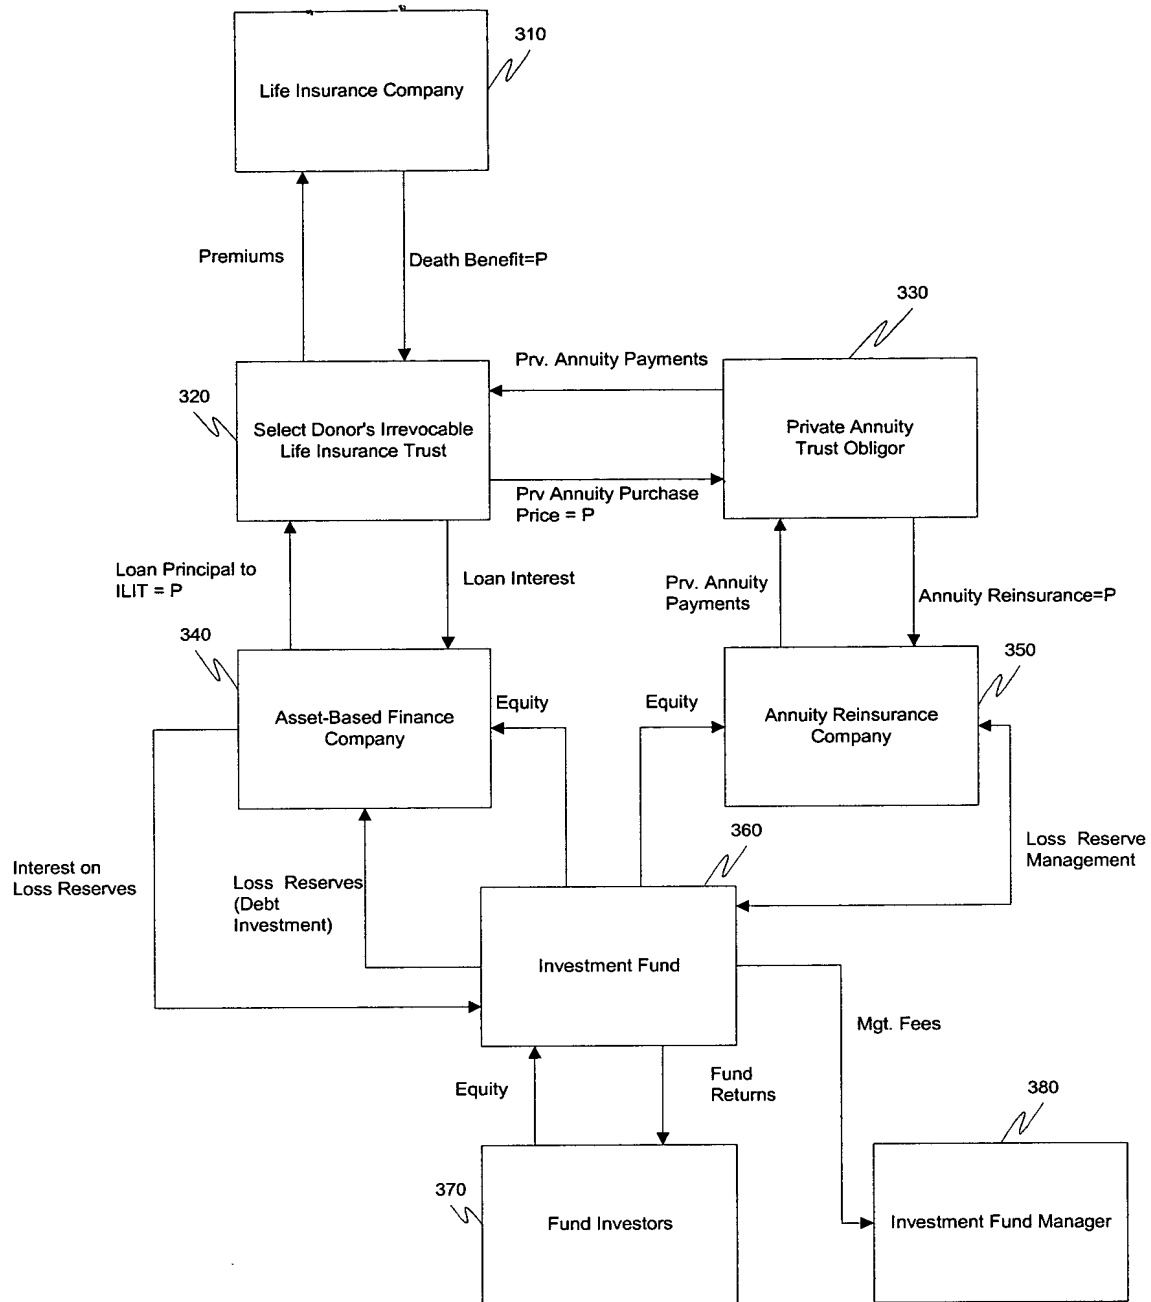 310
Life Insurance Company
Premiums
Death Benefit=P
330
Prv. Annuity Payments
320
Select Donor's Irrevocable
Life Insurance Trust
Private Annuity
Trust Obligor
Prv Annuity Purchase
Price = P
Loan Principal to
ILIT = P
Loan Interest
Prv. Annuity
Payments
Annuity Reinsurance=P
340
350
Asset-Based Finance
Company
Equity
Equity
Annuity Reinsurance
Company
360
Interest on
Loss Reserves
Loss Reserves
(Debt
Investment)
Loss Reserve
Management
Investment Fund
Mgt. Fees
Equity
Fund
Returns
380
370
Fund Investors
Investment Fund Manager